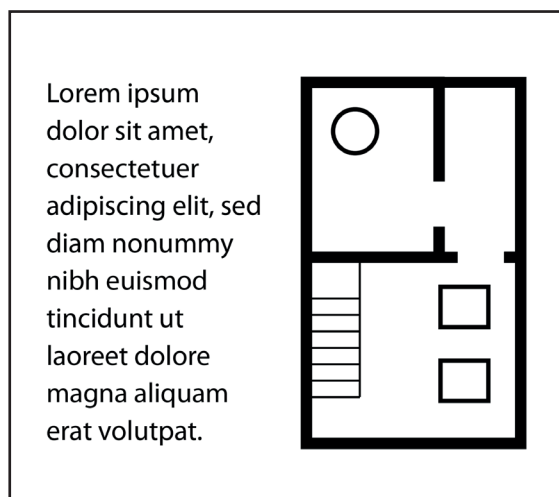 Lorem ipsum
dolor sit amet,
consectetuer
adipiscing elit, sed
diam nonummy
nibh euismod
tincidunt ut
laoreet dolore
magna aliquam
erat volutpat.